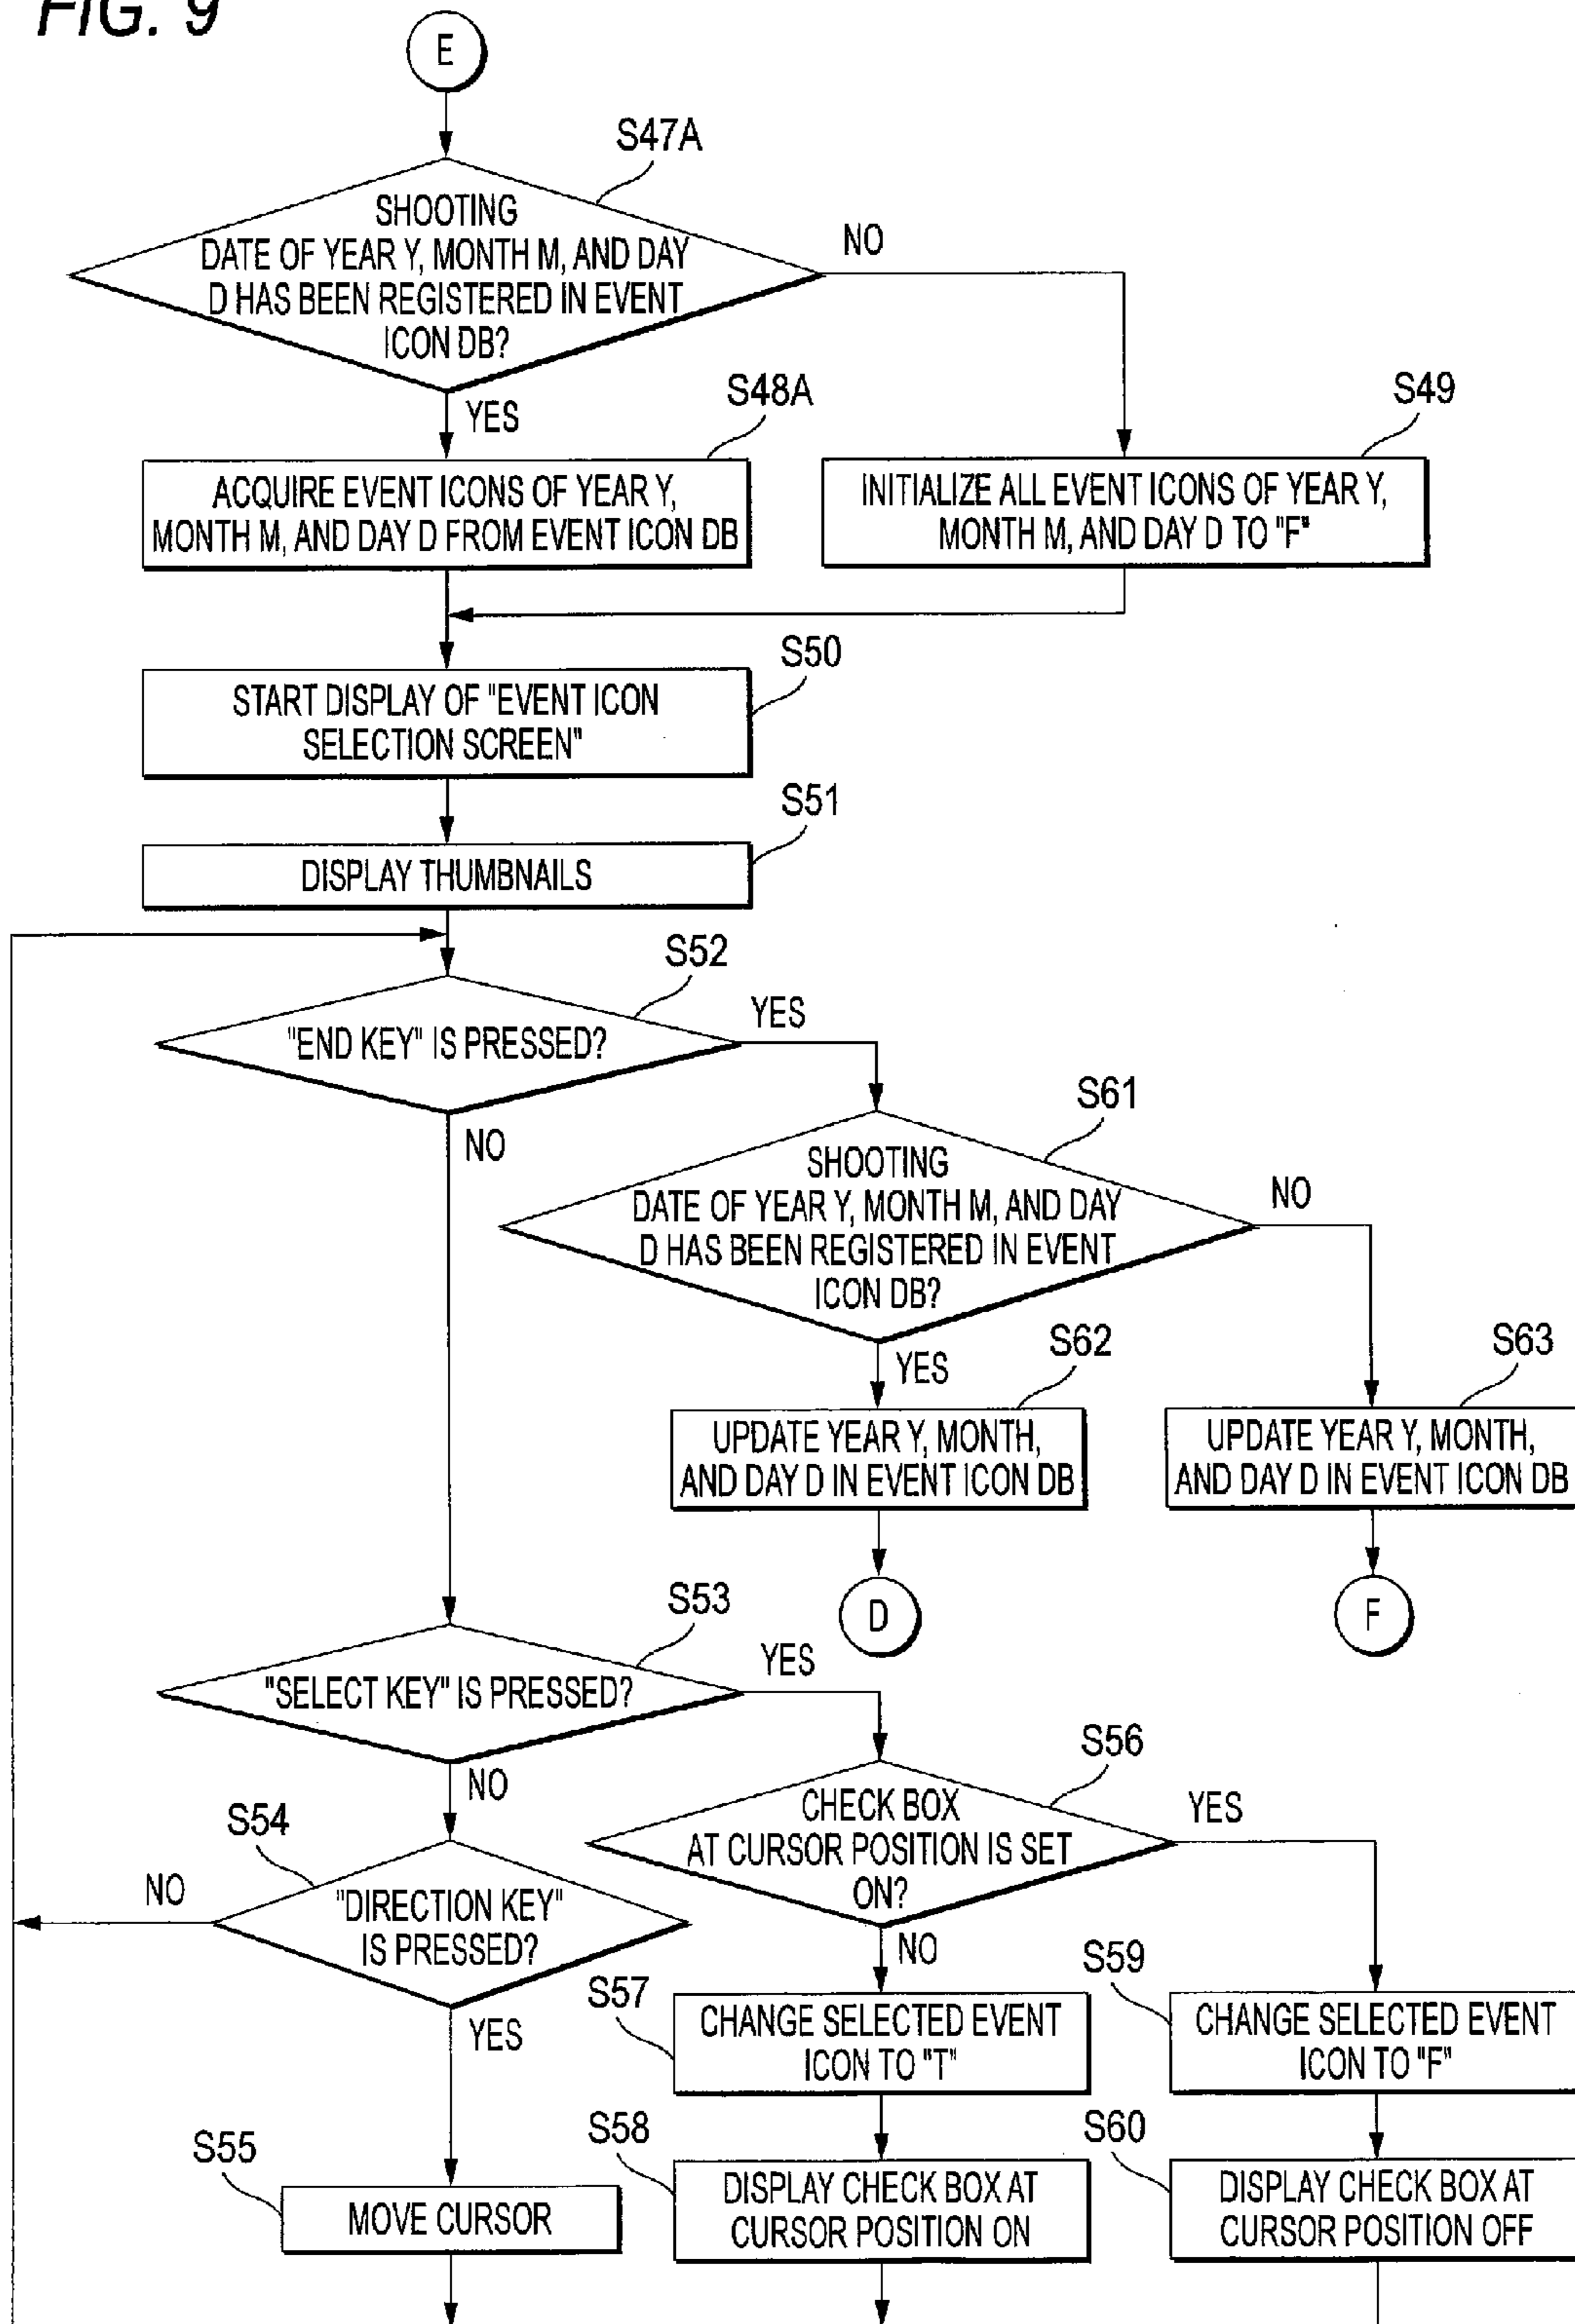 FIG. 9
E
S47A
SHOOTING
DATE OF YEAR Y, MONTH M, AND DAY
D HAS BEEN REGISTERED IN EVENT
ICON DB?
NO
YES
S48A
ACQUIRE EVENT ICONS OF YEAR Y,
MONTH M, AND DAY D FROM EVENT ICON DB
S49
INITIALIZE ALL EVENT ICONS OF YEAR Y,
MONTH M, AND DAY D TO "F"
S50
START DISPLAY OF "EVENT ICON
SELECTION SCREEN"
S51
DISPLAY THUMBNAILS
S52
"END KEY" IS PRESSED?
YES
NO
S61
SHOOTING
DATE OF YEAR Y, MONTH M, AND DAY
D HAS BEEN REGISTERED IN EVENT
ICON DB?
NO
YES
S62
UPDATE YEAR Y, MONTH,
AND DAY D IN EVENT ICON DB
S63
UPDATE YEAR Y, MONTH,
AND DAY D IN EVENT ICON DB
D
F
S53
"SELECT KEY" IS PRESSED?
YES
NO
S56
CHECK BOX
AT CURSOR POSITION IS SET
ON?
YES
NO
S54
"DIRECTION KEY"
IS PRESSED?
NO
YES
S57
CHANGE SELECTED EVENT
ICON TO "T"
S59
CHANGE SELECTED EVENT
ICON TO "F"
S55
MOVE CURSOR
S58
DISPLAY CHECK BOX AT
CURSOR POSITION ON
S60
DISPLAY CHECK BOX AT
CURSOR POSITION OFF